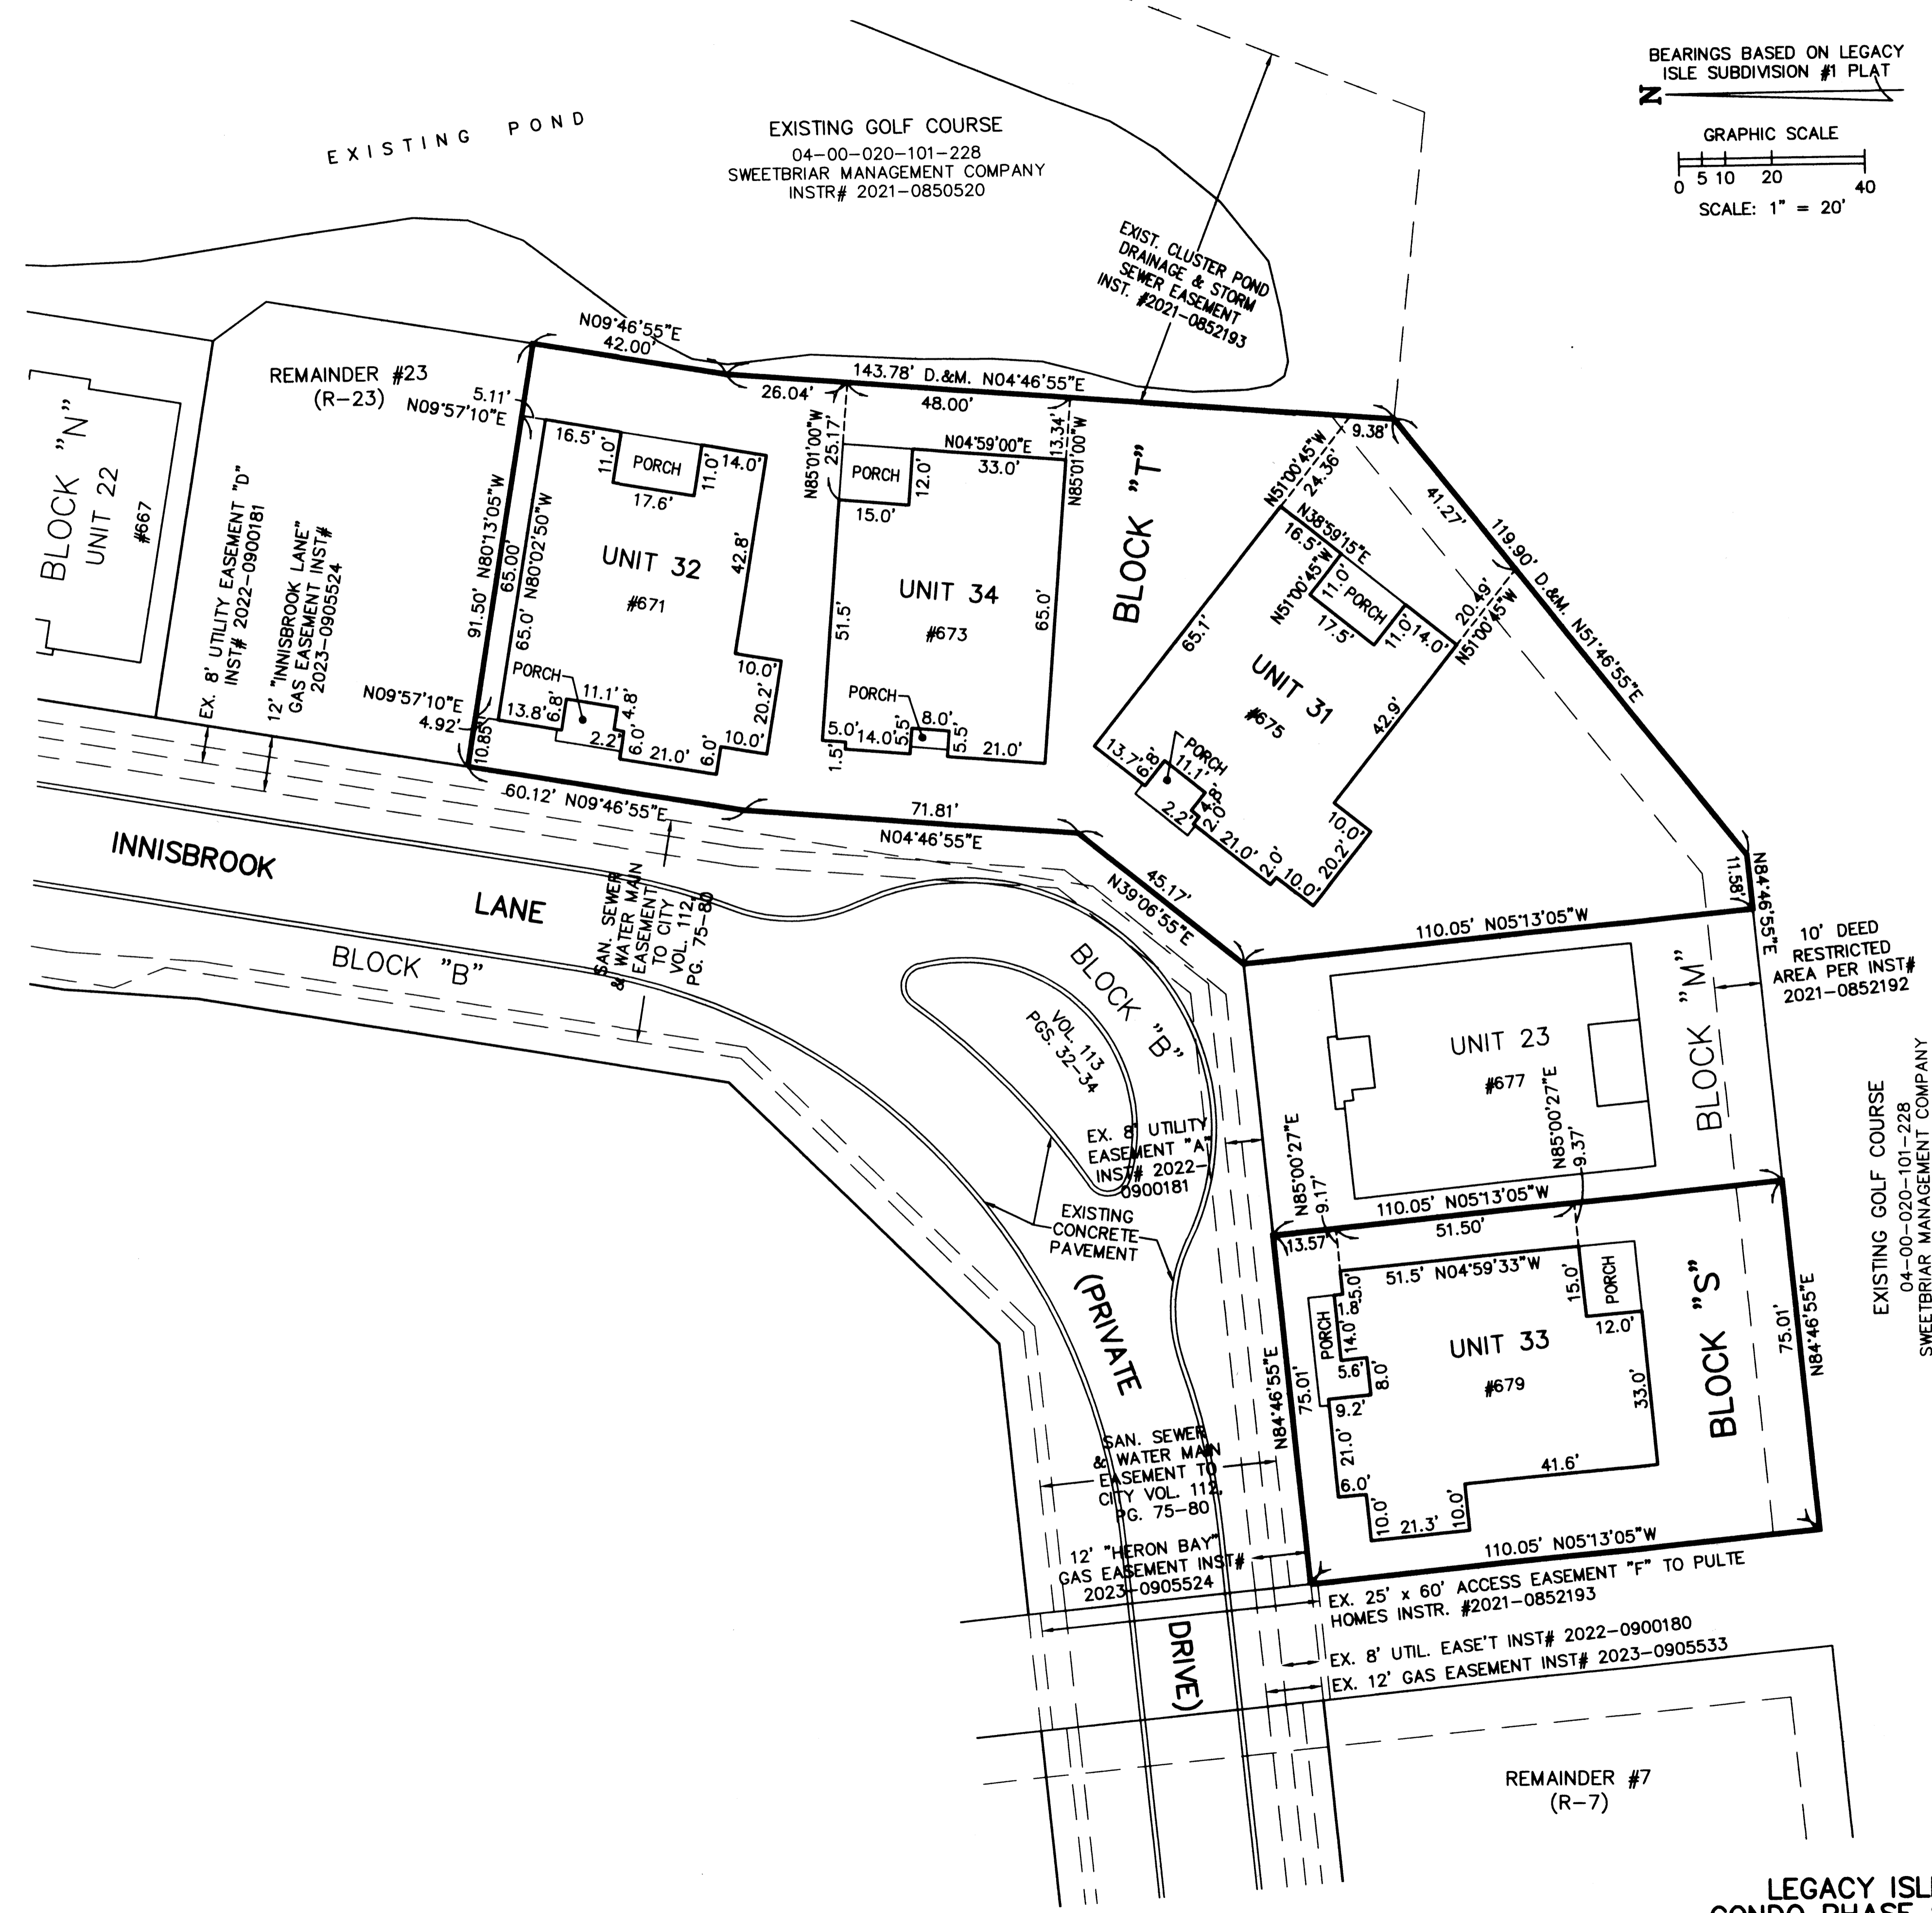 BEARINGS BASED ON LEGACY
ISLE SUBDIVISION #1 PLAT
N
GRAPHIC SCALE
0 5 10 20 40
SCALE: 1" = 20'
EXISTING POND
EXISTING GOLF COURSE
04-00-020-101-228
SWEETBRIAR MANAGEMENT COMPANY
INSTR# 2021-0850520
EXIST. CLUSTER POND
DRAINAGE & STORM
SEWER EASEMENT
INST. #2021-0852193
N09°46'55"E
42.00'
143.78' D.&M. N04°46'55"E
26.04'
48.00'
9.38'
REMAINDER #23
(R-23)
5.11'
N09°57'10"E
BLOCK "N"
UNIT 22
#667
EX. 8' UTILITY EASEMENT "D"
INST# 2022-0900181
12' "INNISBROOK LANE"
GAS EASEMENT INST#
2023-0905524
91.50' N80°13'05"W
65.00'
N80°02'50"W
65.0'
N09°57'10"E
4.92'
10.85'
16.5'
11.0'
PORCH
11.0'
14.0'
17.6'
UNIT 32
#671
42.8'
10.0'
20.2'
10.0'
6.0'
21.0'
6.0'
2.2'
4.8'
11.1'
6.8'
13.8'
PORCH
N85°01'00"W
25.17'
13.34'
N85°01'00"W
N04°59'00"E
33.0'
PORCH
12.0'
15.0'
UNIT 34
#673
51.5'
65.0'
PORCH
5.0'
1.5'
14.0'
5.5'
8.0'
5.5'
21.0'
BLOCK "T"
N51°00'45"W
24.36'
N38°59'15"E
16.5'
N51°00'45"W
11.0'
PORCH
17.5'
11.0'
14.0'
20.49'
N51°00'45"W
41.27'
119.90' D.&M. N51°46'55"E
65.1'
UNIT 31
#675
42.9'
10.0'
20.2'
10.0'
2.0'
21.0'
2.0'
4.8'
2.2'
11.1'
PORCH
6.8'
13.7'
60.12' N09°46'55"E
71.81'
N04°46'55"E
45.17'
N39°06'55"E
INNISBROOK
LANE
BLOCK "B"
SAN. SEWER
& WATER MAIN
EASEMENT
TO CITY
VOL. 112,
PG. 75-80
BLOCK "B"
VOL. 113
PGS. 32-34
EX. 8' UTILITY
EASEMENT "A"
INST# 2022-
0900181
EXISTING
CONCRETE
PAVEMENT
(PRIVATE
DRIVE)
110.05' N05°13'05"W
11.58'
N84°46'55"E
10' DEED
RESTRICTED
AREA PER INST#
2021-0852192
UNIT 23
#677
BLOCK "M"
N85°00'27"E
9.17'
N85°00'27"E
9.37'
110.05' N05°13'05"W
13.57'
51.50'
EXISTING GOLF COURSE
04-00-020-101-228
SWEETBRIAR MANAGEMENT COMPANY
51.5' N04°59'33"W
15.0'
PORCH
12.0'
5.0'
1.8'
14.0'
PORCH
5.6'
8.0'
9.2'
21.0'
6.0'
10.0'
21.3'
10.0'
41.6'
33.0'
UNIT 33
#679
BLOCK "S"
75.01'
N84°46'55"E
N84°46'55"E
75.01'
110.05' N05°13'05"W
SAN. SEWER
& WATER MAIN
EASEMENT TO
CITY VOL. 112,
PG. 75-80
12' "HERON BAY"
GAS EASEMENT INST#
2023-0905524
EX. 25' x 60' ACCESS EASEMENT "F" TO PULTE
HOMES INSTR. #2021-0852193
EX. 8' UTIL. EASE'T INST# 2022-0900180
EX. 12' GAS EASEMENT INST# 2023-0905533
REMAINDER #7
(R-7)
LEGACY ISL
CONDO PHASE